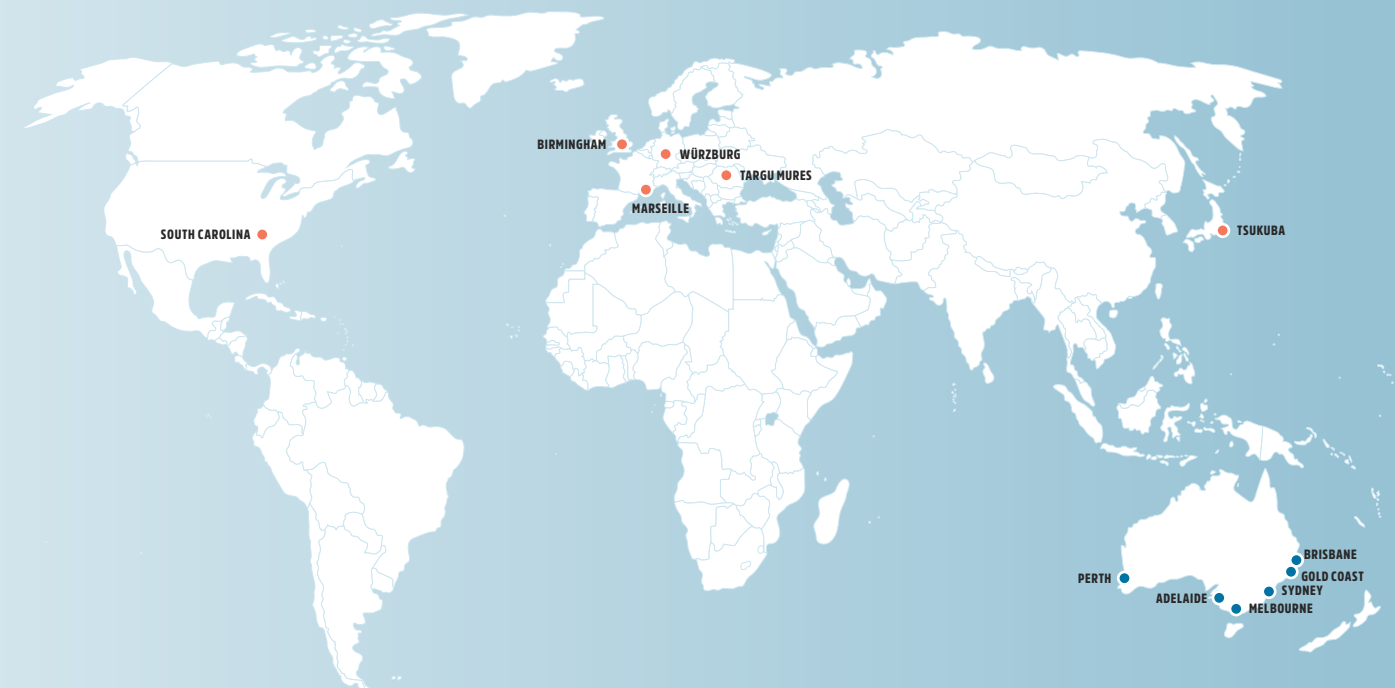 BIRMINGHAM
WÜRZBURG
TARGU MURES
MARSEILLE
SOUTH CAROLINA
TSUKUBA
BRISBANE
GOLD COAST
PERTH
SYDNEY
ADELAIDE
MELBOURNE